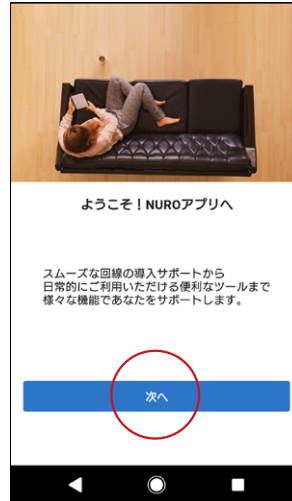 ようこそ！NUROアプリへ
スムーズな回線の導入サポートから
日常的にご利用いただける便利なツールまで
様々な機能であなたをサポートします。
次へ